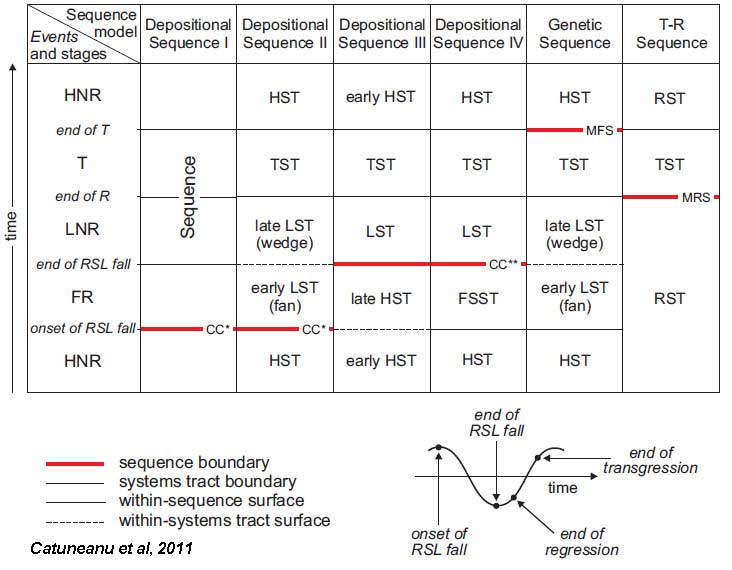 Sequence model
Events and stages
Depositional Sequence I
Depositional Sequence II
Depositional Sequence III
Depositional Sequence IV
Genetic Sequence
T-R Sequence
time
HNR
HST
early HST
HST
HST
RST
end of T
MFS
T
Sequence
TST
TST
TST
TST
TST
end of R
MRS
LNR
late LST (wedge)
LST
LST
late LST (wedge)
end of RSL fall
CC**
FR
early LST (fan)
late HST
FSST
early LST (fan)
RST
onset of RSL fall
CC*
CC*
HNR
HST
early HST
HST
HST
sequence boundary
systems tract boundary
within-sequence surface
within-systems tract surface
end of
RSL fall
end of
transgression
time
onset of
RSL fall
end of
regression
Catuneanu et al, 2011